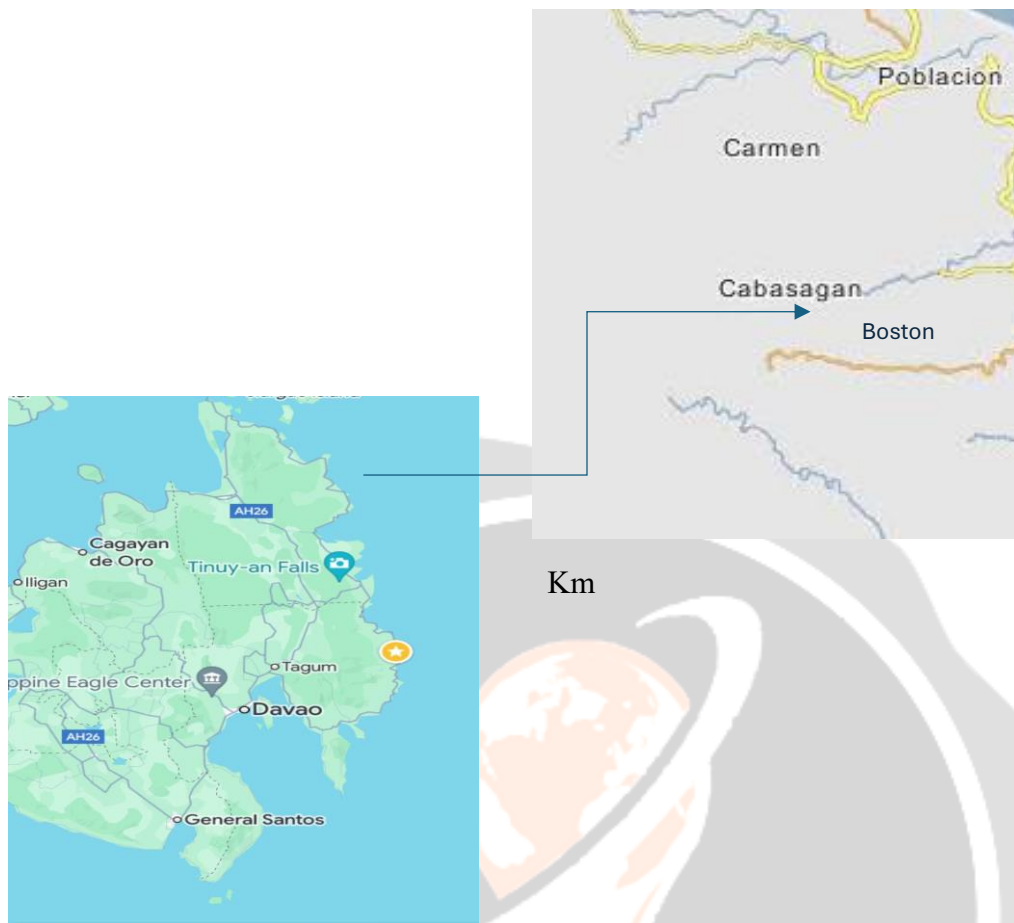 Poblacion
Carmen
Cabasagan
Boston
AH26
Cagayan
de Oro
Tinuy-an Falls
Iligan
Km
Tagum
ppine Eagle Center
Davao
AH26
General Santos